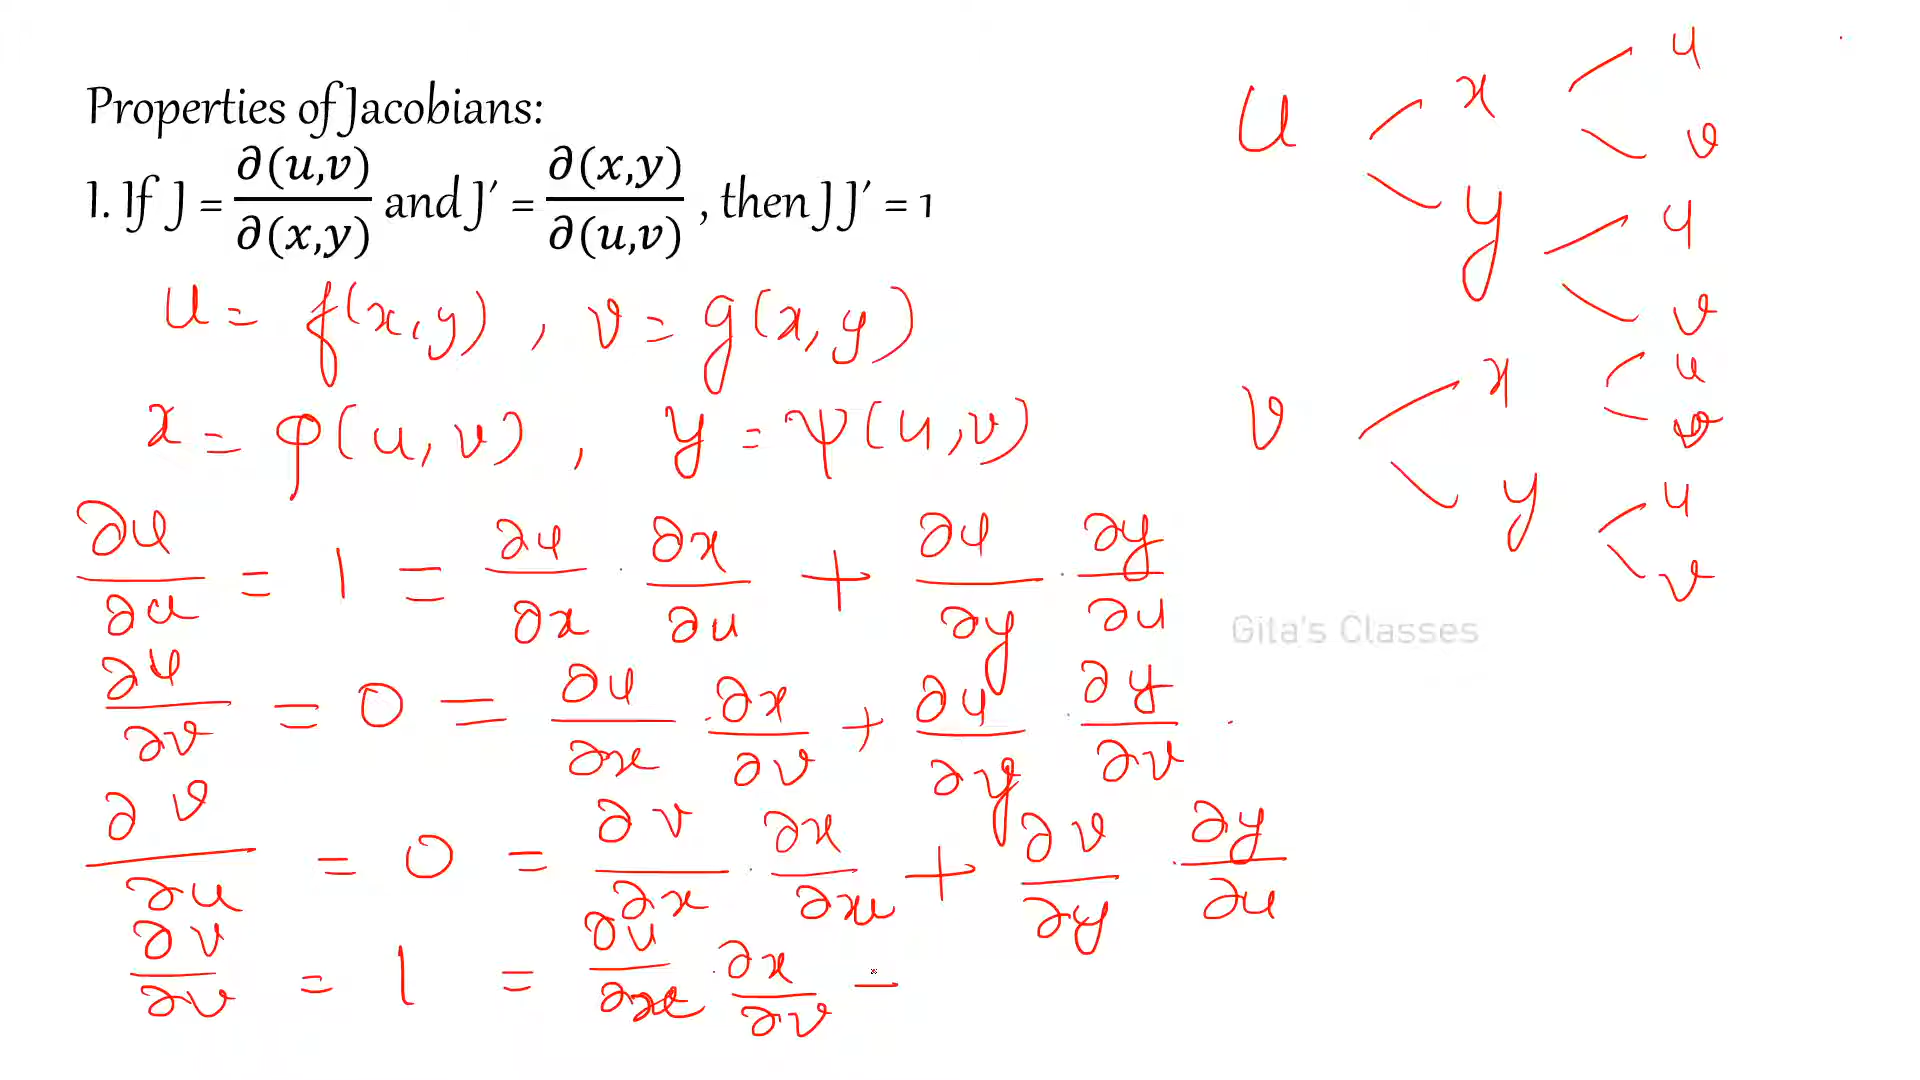 Properties of Jacobians:
1. If J = ∂(u,v)/∂(x,y) and J′ = ∂(x,y)/∂(u,v) , then J J′ = 1
u = f(x,y) , v = g(x,y)
x = φ(u,v) , y = ψ(u,v)
∂u/∂u = 1 = ∂u/∂x · ∂x/∂u + ∂u/∂y · ∂y/∂u
∂u/∂v = 0 = ∂u/∂x · ∂x/∂v + ∂u/∂y · ∂y/∂v
∂v/∂u = 0 = ∂v/∂x · ∂x/∂u + ∂v/∂y · ∂y/∂u
∂v/∂v = 1 = ∂v/∂x · ∂x/∂v −
u x u
v
y u
v
v x u
v
y u
v
Gita's Classes